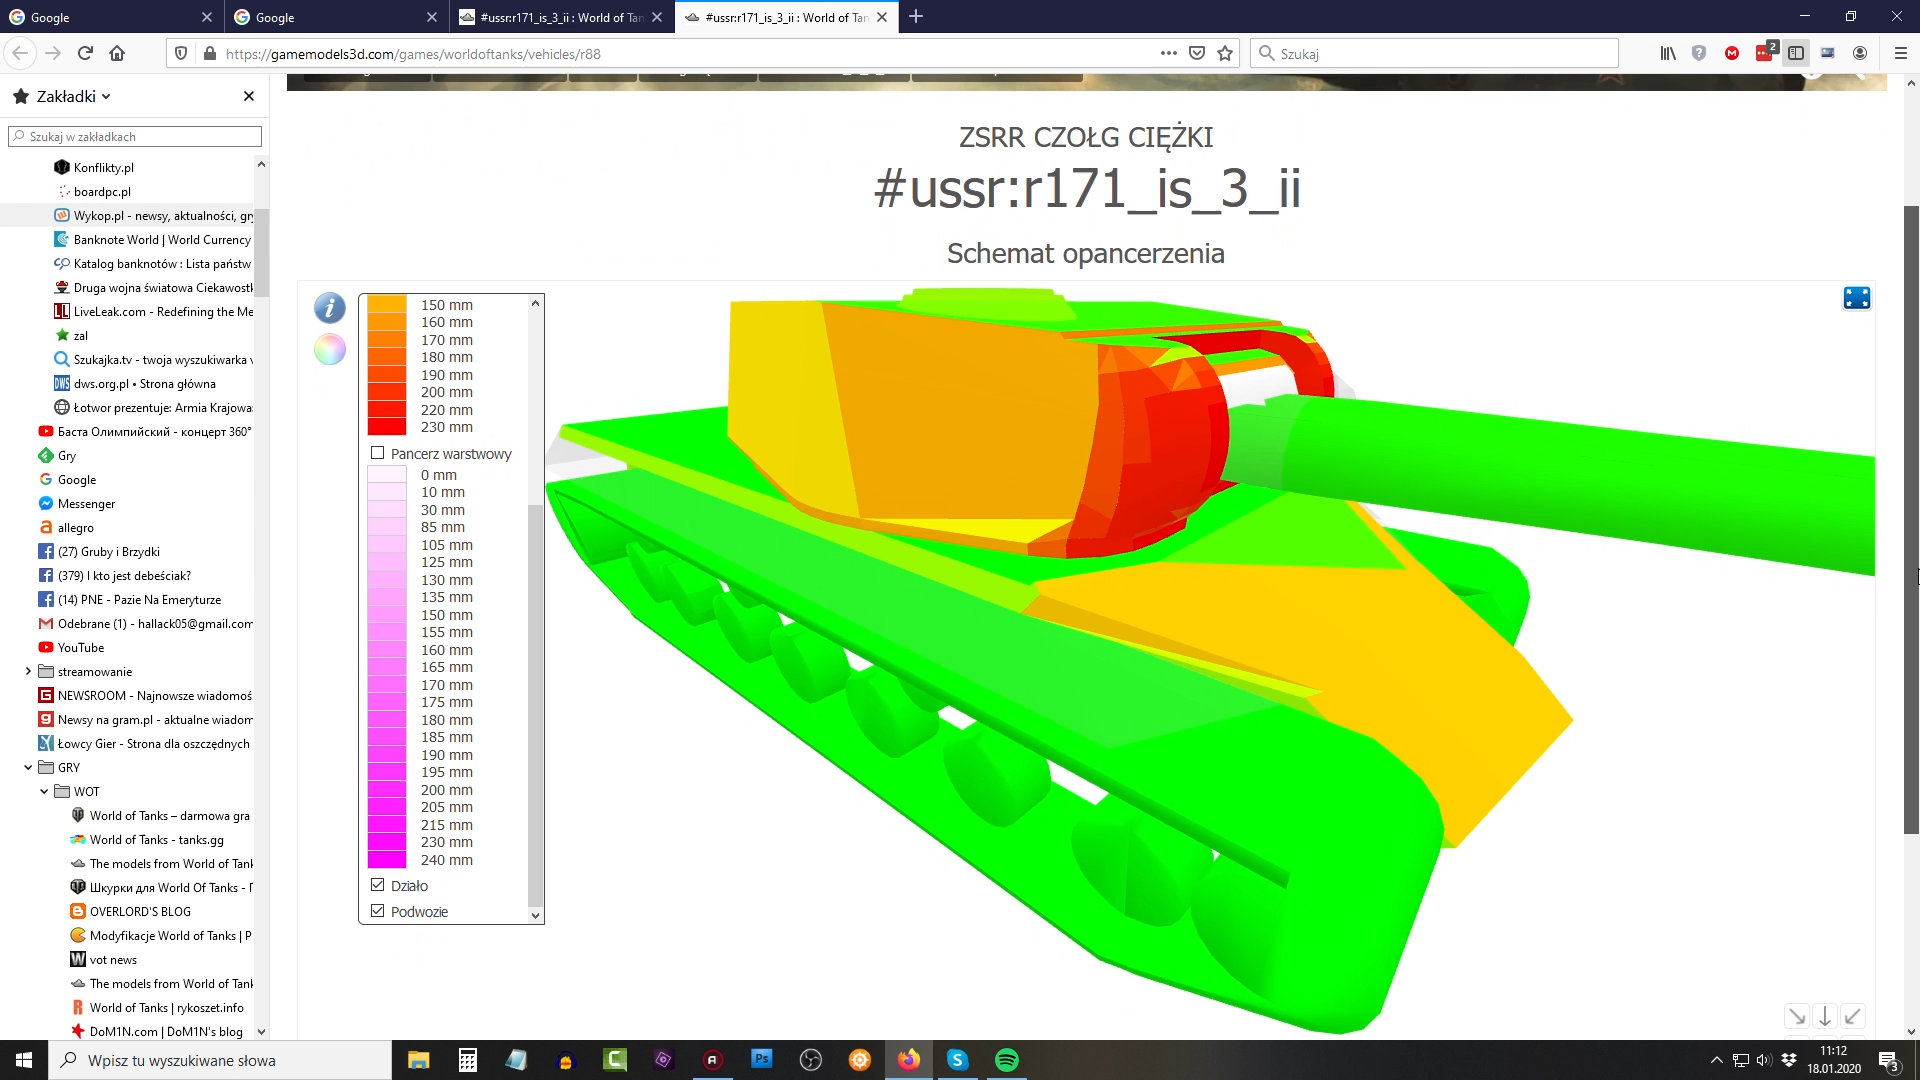 Google
Google
#ussr:r171_is_3_ii : World of Tan
#ussr:r171_is_3_ii : World of Tan
https://gamemodels3d.com/games/worldoftanks/vehicles/r88
Szukaj
2
Zakładki
Szukaj w zakładkach
Konflikty.pl
boardpc.pl
Wykop.pl - newsy, aktualności, gry
Banknote World | World Currency
Katalog banknotów : Lista państw
Druga wojna światowa Ciekawostk
LiveLeak.com - Redefining the Me
zal
Szukajka.tv - twoja wyszukiwarka v
DWS dws.org.pl • Strona główna
Łotwor prezentuje: Armia Krajowa:
Баста Олимпийский - концерт 360°
Gry
Google
Messenger
allegro
(27) Gruby i Brzydki
(379) I kto jest debeściak?
(14) PNE - Pazie Na Emeryturze
Odebrane (1) - hallack05@gmail.com
YouTube
streamowanie
NEWSROOM - Najnowsze wiadomoś
Newsy na gram.pl - aktualne wiadom
Łowcy Gier - Strona dla oszczędnych
GRY
WOT
World of Tanks – darmowa gra
World of Tanks - tanks.gg
The models from World of Tank
Шкурки для World Of Tanks - Г
OVERLORD'S BLOG
Modyfikacje World of Tanks | P
vot news
The models from World of Tank
World of Tanks | rykoszet.info
DoM1N.com | DoM1N's blog
ZSRR CZOŁG CIĘŻKI
#ussr:r171_is_3_ii
Schemat opancerzenia
150 mm
160 mm
170 mm
180 mm
190 mm
200 mm
220 mm
230 mm
Pancerz warstwowy
0 mm
10 mm
30 mm
85 mm
105 mm
125 mm
130 mm
135 mm
150 mm
155 mm
160 mm
165 mm
170 mm
175 mm
180 mm
185 mm
190 mm
195 mm
200 mm
205 mm
215 mm
230 mm
240 mm
Działo
Podwozie
Wpisz tu wyszukiwane słowa
Ps
11:12
18.01.2020
3